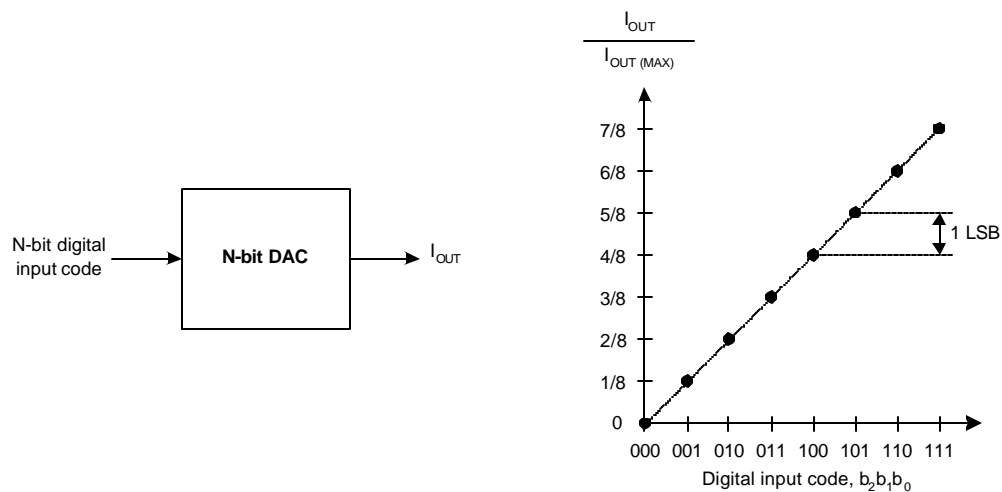 N-bit digital
input code
N-bit DAC
I_OUT
I_OUT
I_OUT (MAX)
7/8
6/8
5/8
4/8
3/8
2/8
1/8
0
1 LSB
000 001 010 011 100 101 110 111
Digital input code, b_2b_1b_0